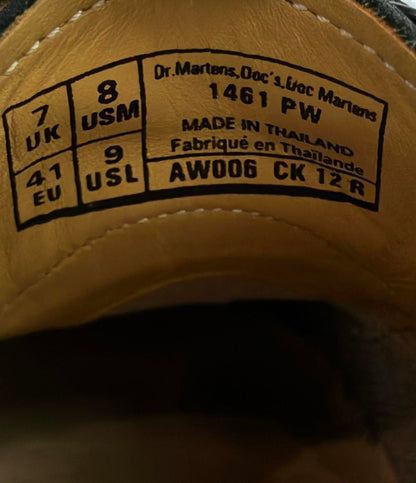 7
UK
8
USM
41
EU
9
USL
Dr.Martens,Doc's,Doc Martens
1461 PW
MADE IN THAILAND
Fabriqué en Thaïlande
AW006 CK 12 R